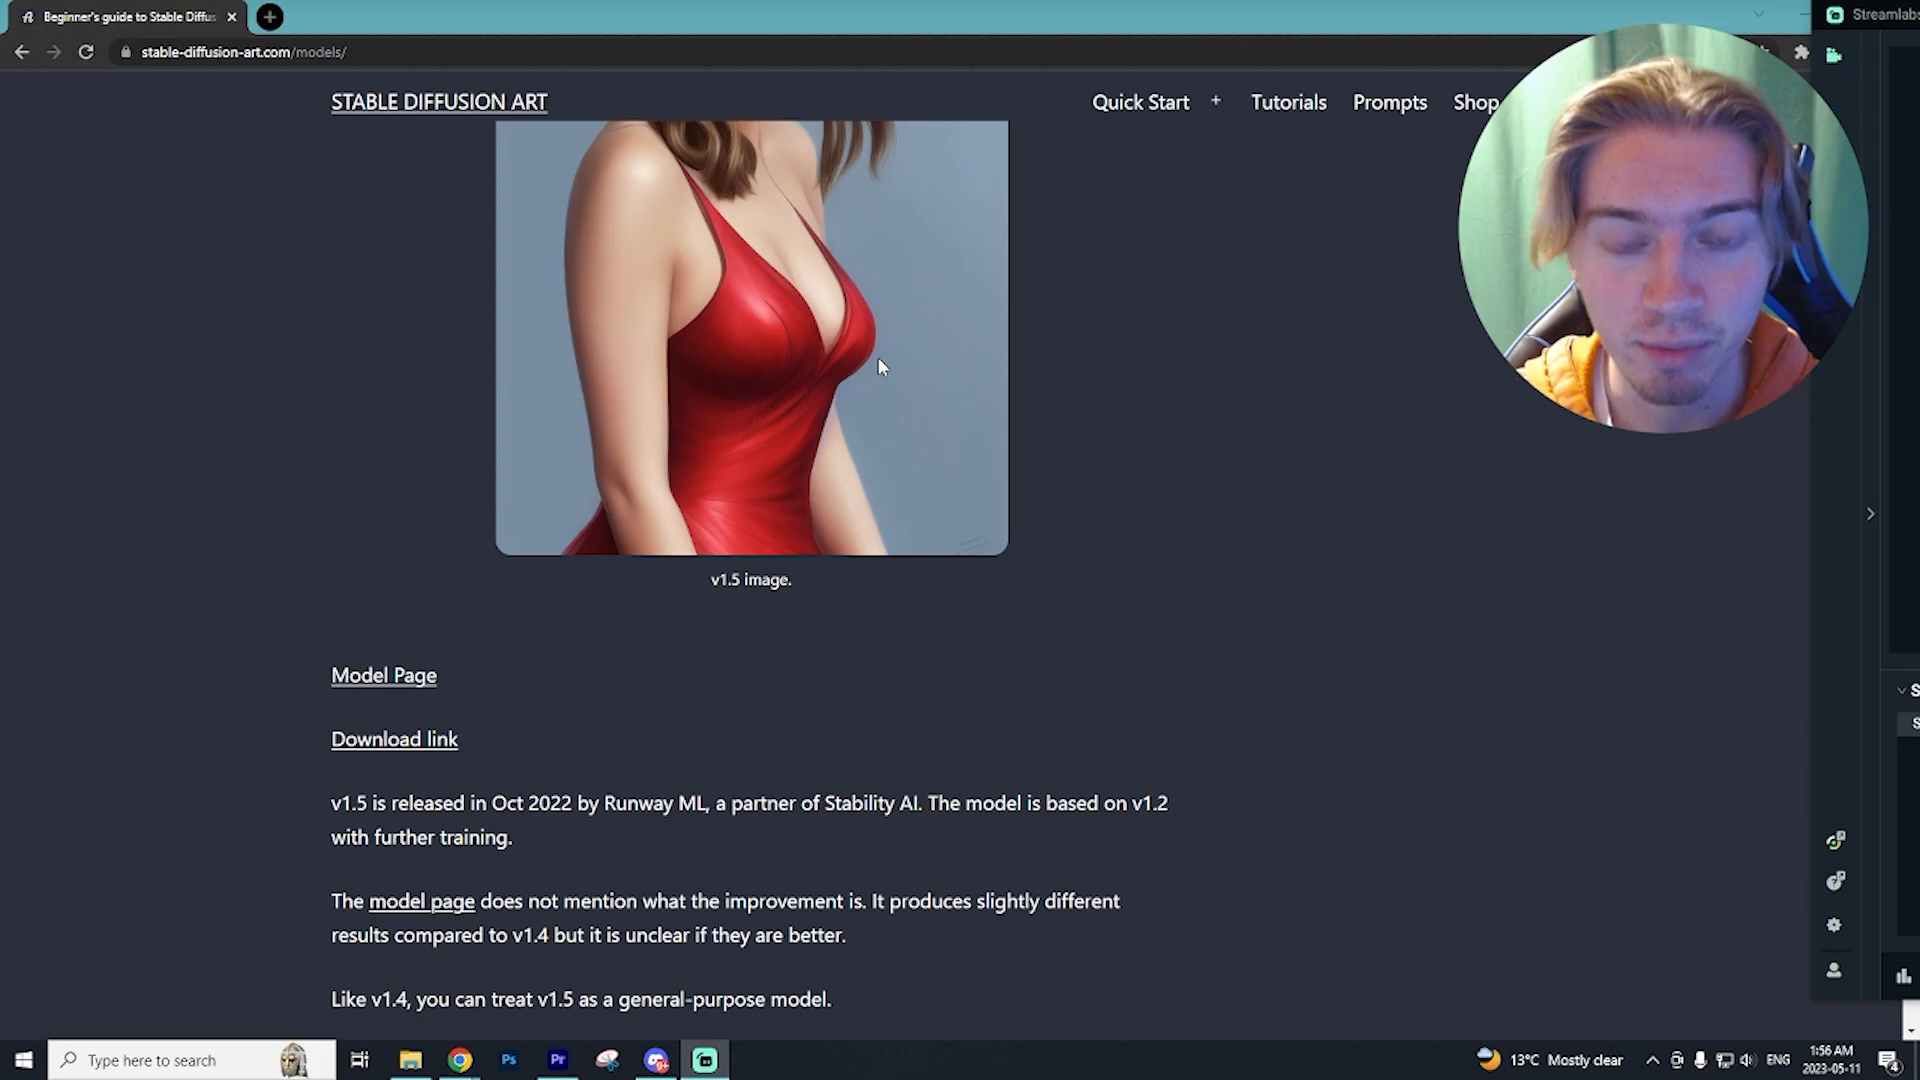 Beginner's guide to Stable Diffus
Streamlabs
stable-diffusion-art.com/models/
STABLE DIFFUSION ART
Quick Start + Tutorials Prompts Shop
v1.5 image.
Model Page
Download link
v1.5 is released in Oct 2022 by Runway ML, a partner of Stability AI. The model is based on v1.2
with further training.
The model page does not mention what the improvement is. It produces slightly different
results compared to v1.4 but it is unclear if they are better.
Like v1.4, you can treat v1.5 as a general-purpose model.
S
S
Type here to search
Ps
Pr
9+
13°C Mostly clear
ENG
1:56 AM
2023-05-11
4